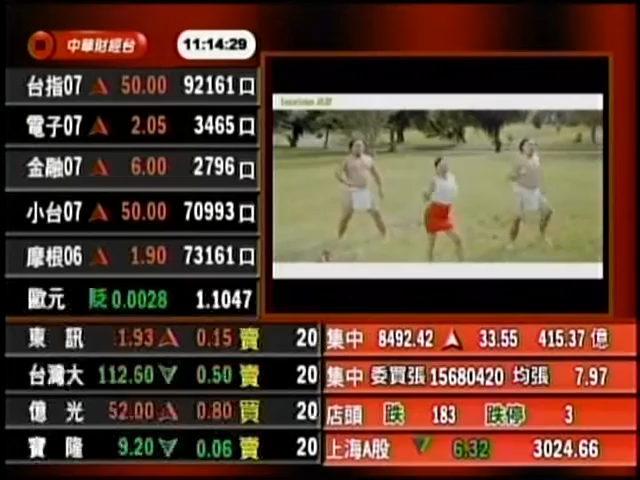 中華財經台 11:14:29
台指07 ▲ 50.00 92161口
電子07 ▲ 2.05 3465口
金融07 ▲ 6.00 2796口
小台07 ▲ 50.00 70993口
摩根06 ▲ 1.90 73161口
歐元 貶0.0028 1.1047
東訊 1.93 ▲ 0.15 賣 20
台灣大 112.60 ▽ 0.50 賣 20
億光 52.00 ▲ 0.80 買 20
寶隆 9.20 ▽ 0.06 賣 20
集中 8492.42 ▲ 33.55 415.37億
集中 委買張 15680420 均張 7.97
店頭 跌 183 跌停 3
上海A股 ▼ 6.32 3024.66